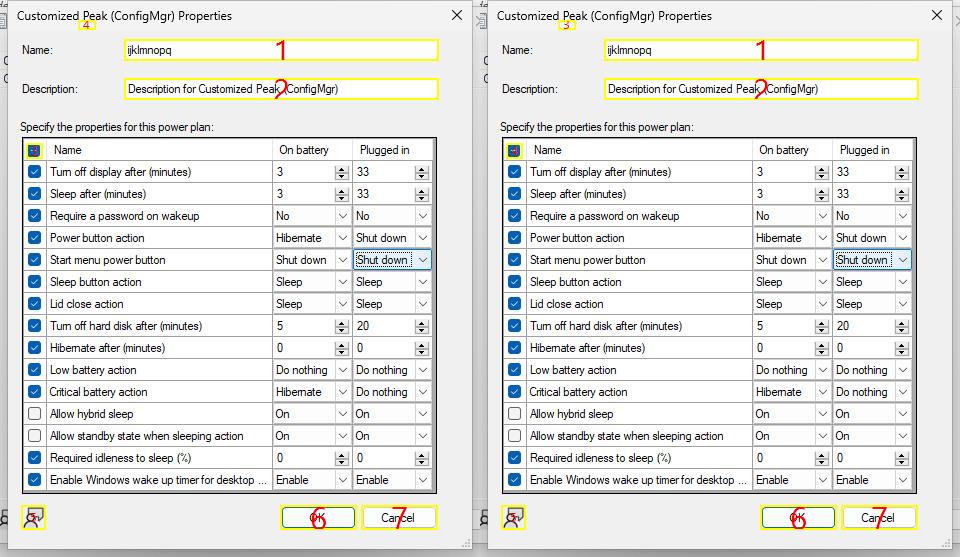 Customized Peak (ConfigMgr) Properties
4
Name:
ijklmnopq
1
Description:
Description for Customized Peak (ConfigMgr)
2
Specify the properties for this power plan:
Name On battery Plugged in
Turn off display after (minutes) 3 33
Sleep after (minutes) 3 33
Require a password on wakeup No No
Power button action Hibernate Shut down
Start menu power button Shut down Shut down
Sleep button action Sleep Sleep
Lid close action Sleep Sleep
Turn off hard disk after (minutes) 5 20
Hibernate after (minutes) 0 0
Low battery action Do nothing Do nothing
Critical battery action Hibernate Do nothing
Allow hybrid sleep On On
Allow standby state when sleeping action On On
Required idleness to sleep (%) 0 0
Enable Windows wake up timer for desktop ... Enable Enable
OK
6
Cancel
7
Customized Peak (ConfigMgr) Properties
3
Name:
ijklmnopq
1
Description:
Description for Customized Peak (ConfigMgr)
2
Specify the properties for this power plan:
Name On battery Plugged in
Turn off display after (minutes) 3 33
Sleep after (minutes) 3 33
Require a password on wakeup No No
Power button action Hibernate Shut down
Start menu power button Shut down Shut down
Sleep button action Sleep Sleep
Lid close action Sleep Sleep
Turn off hard disk after (minutes) 5 20
Hibernate after (minutes) 0 0
Low battery action Do nothing Do nothing
Critical battery action Hibernate Do nothing
Allow hybrid sleep On On
Allow standby state when sleeping action On On
Required idleness to sleep (%) 0 0
Enable Windows wake up timer for desktop ... Enable Enable
OK
6
Cancel
7